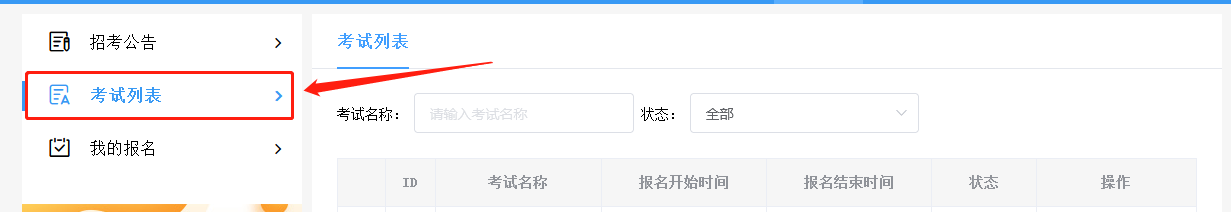 招考公告
考试列表
我的报名
考试列表
考试名称： 请输入考试名称 状态： 全部
ID 考试名称 报名开始时间 报名结束时间 状态 操作